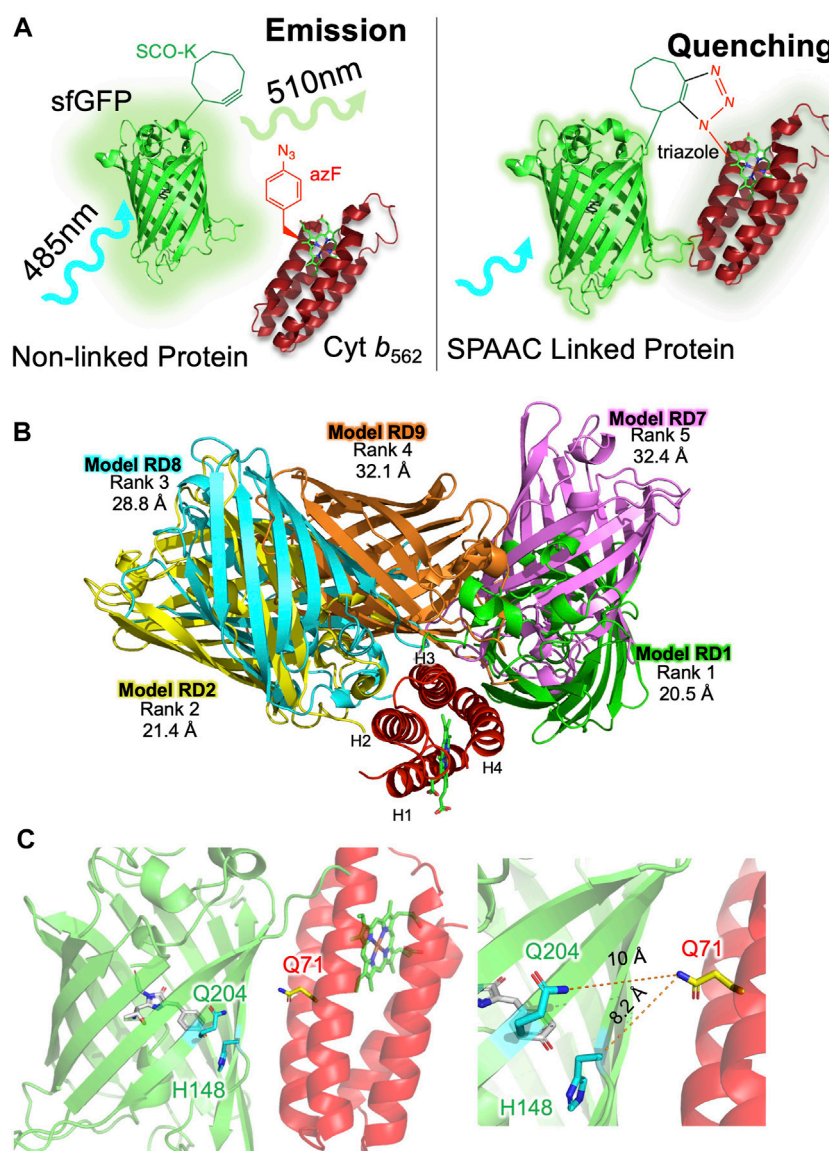 A
SCO-K
Emission
510nm
sfGFP
N3
azF
485nm
Non-linked Protein
Cyt b562
Quenching
N
N
N
triazole
SPAAC Linked Protein
B
Model RD9
Rank 4
32.1 Å
Model RD7
Rank 5
32.4 Å
Model RD8
Rank 3
28.8 Å
H3
Model RD1
Rank 1
20.5 Å
Model RD2
Rank 2
21.4 Å
H2
H4
H1
C
Q71
Q204
H148
Q204
10 Å
Q71
8.2 Å
H148